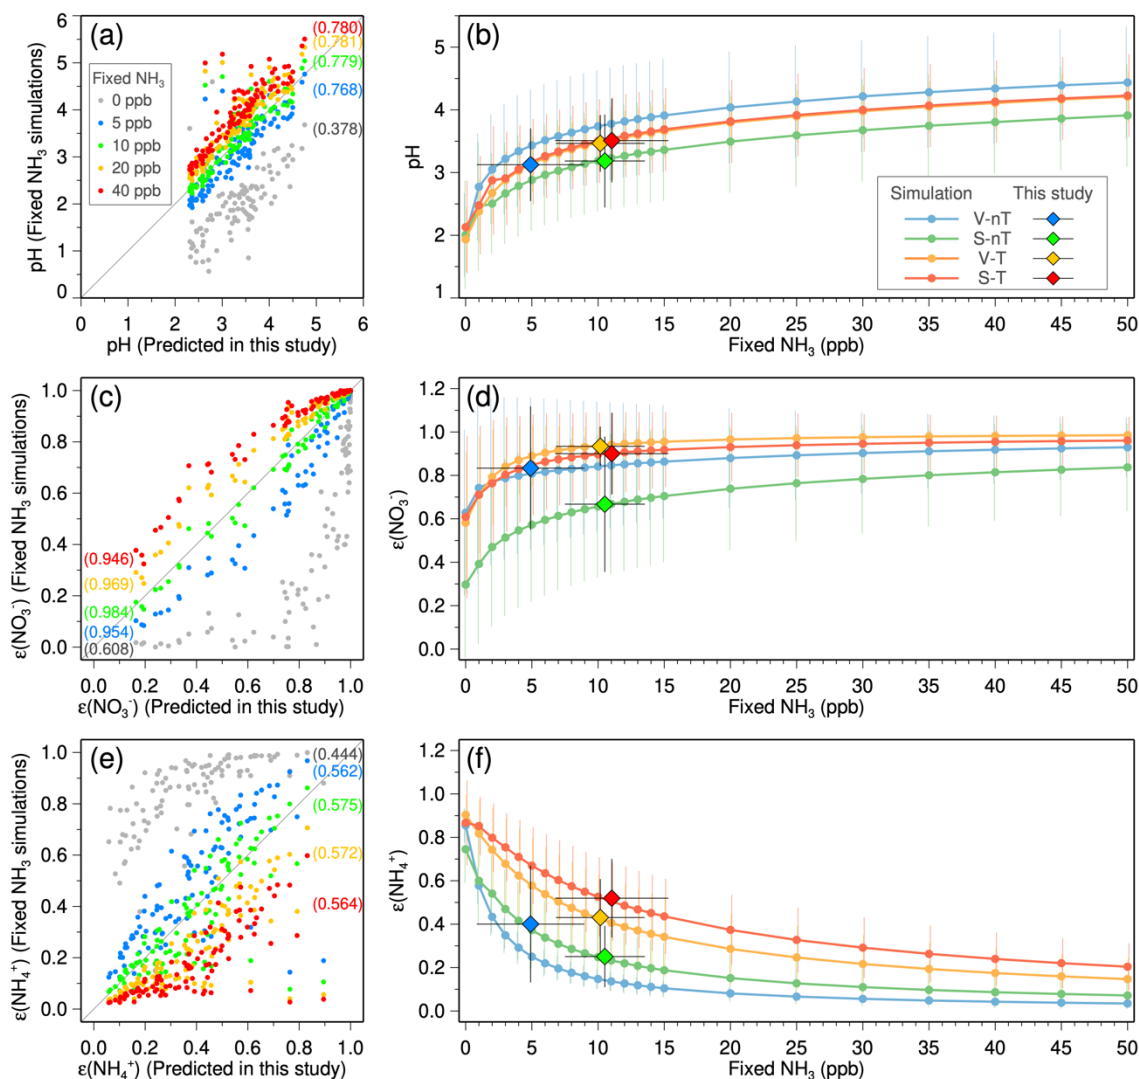 (a)
pH (Fixed NH₃ simulations)
6
5
4
3
2
1
0
Fixed NH₃
0 ppb
5 ppb
10 ppb
20 ppb
40 ppb
(0.780)
(0.781)
(0.779)
(0.768)
(0.378)
0 1 2 3 4 5 6
pH (Predicted in this study)
(b)
pH
5
4
3
2
1
Simulation This study
V-nT
S-nT
V-T
S-T
0 5 10 15 20 25 30 35 40 45 50
Fixed NH₃ (ppb)
(c)
ε(NO₃⁻) (Fixed NH₃ simulations)
1.0
0.8
0.6
0.4
0.2
0.0
(0.946)
(0.969)
(0.984)
(0.954)
(0.608)
0.0 0.2 0.4 0.6 0.8 1.0
ε(NO₃⁻) (Predicted in this study)
(d)
ε(NO₃⁻)
1.2
1.0
0.8
0.6
0.4
0.2
0.0
0 5 10 15 20 25 30 35 40 45 50
Fixed NH₃ (ppb)
(e)
ε(NH₄⁺) (Fixed NH₃ simulations)
1.0
0.8
0.6
0.4
0.2
0.0
(0.444)
(0.562)
(0.575)
(0.572)
(0.564)
0.0 0.2 0.4 0.6 0.8 1.0
ε(NH₄⁺) (Predicted in this study)
(f)
ε(NH₄⁺)
1.2
1.0
0.8
0.6
0.4
0.2
0.0
0 5 10 15 20 25 30 35 40 45 50
Fixed NH₃ (ppb)